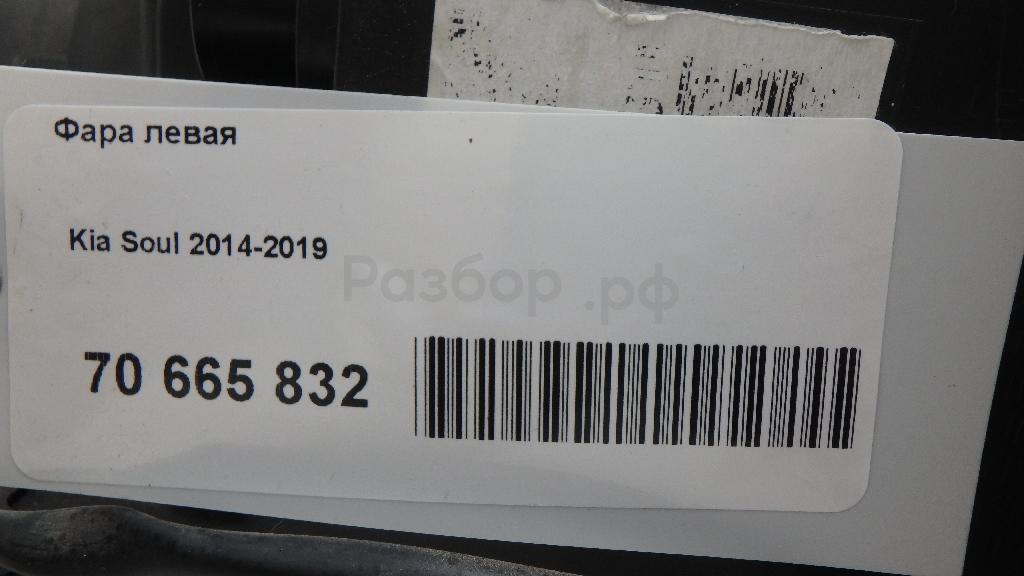 Фара левая
Kia Soul 2014-2019
Разбор.рф
70 665 832